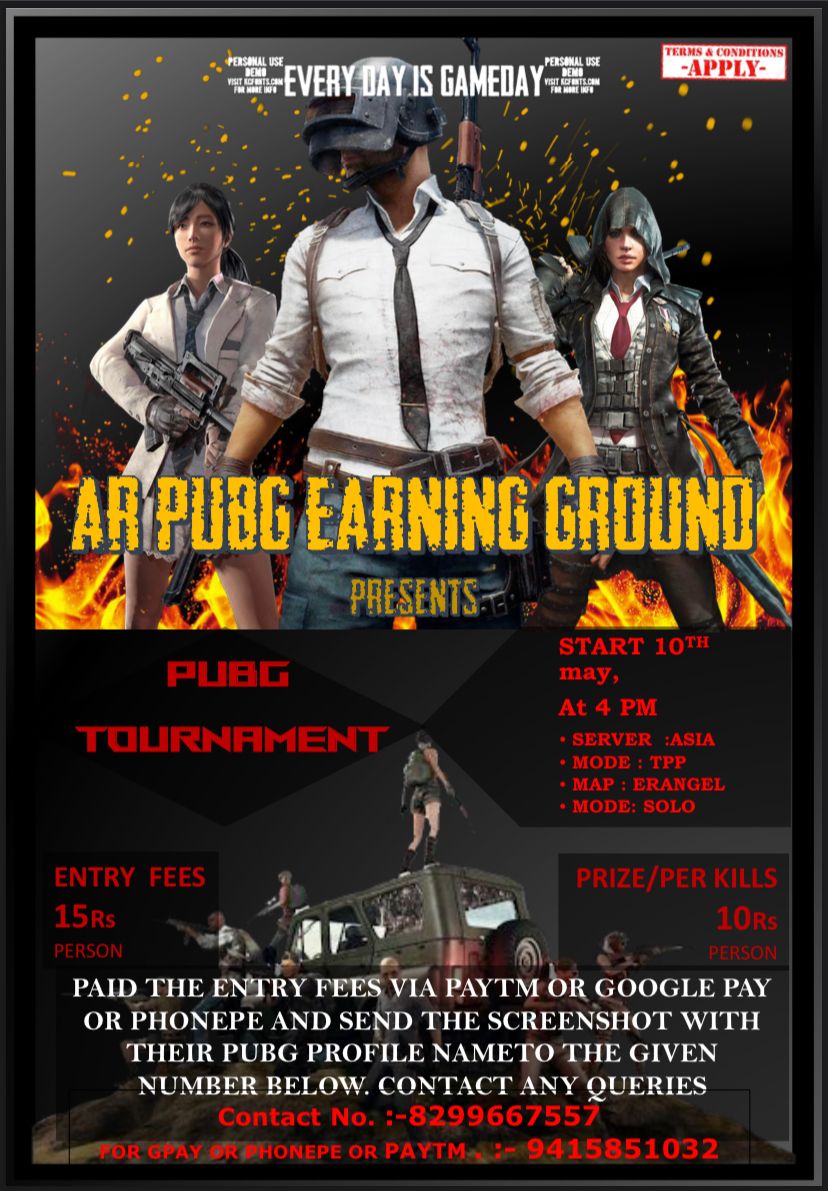 PERSONAL USE
DEMO
VISIT KCFONTS.COM
FOR MORE INFO
EVERY DAY IS GAMEDAY
PERSONAL USE
DEMO
VISIT KCFONTS.COM
FOR MORE INFO
TERMS & CONDITIONS
-APPLY-
AR PUBG EARNING GROUND
PRESENTS
PUBG
TOURNAMENT
START 10TH
may,
At 4 PM
• SERVER :ASIA
• MODE : TPP
• MAP : ERANGEL
• MODE: SOLO
ENTRY FEES
15Rs
PERSON
PRIZE/PER KILLS
10Rs
PERSON
PAID THE ENTRY FEES VIA PAYTM OR GOOGLE PAY
OR PHONEPE AND SEND THE SCREENSHOT WITH
THEIR PUBG PROFILE NAMETO THE GIVEN
NUMBER BELOW. CONTACT ANY QUERIES
Contact No. :-8299667557
FOR GPAY OR PHONEPE OR PAYTM . :- 9415851032